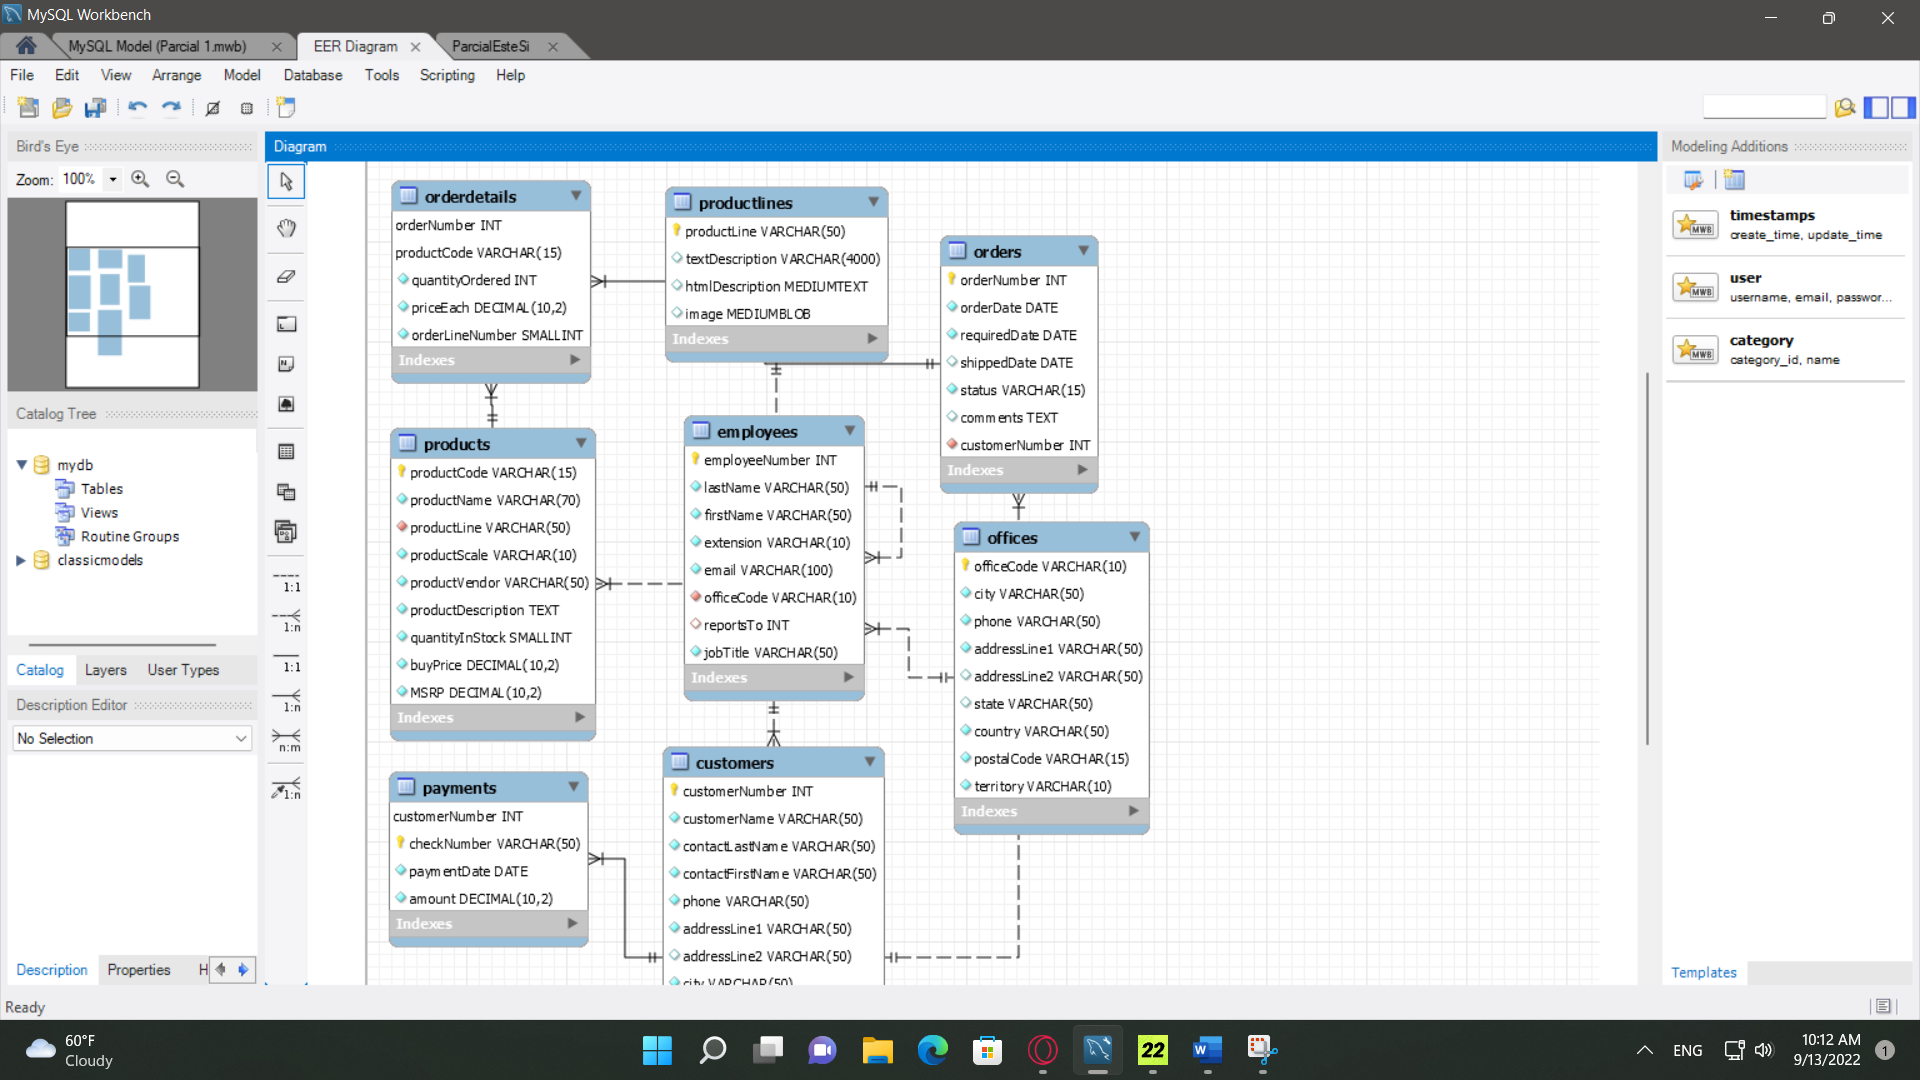 MySQL Workbench
MySQL Model (Parcial 1.mwb)
EER Diagram
ParcialEsteSi
File Edit View Arrange Model Database Tools Scripting Help
Bird's Eye
Zoom: 100%
Catalog Tree
mydb
Tables
Views
Routine Groups
classicmodels
Catalog Layers User Types
Description Editor
No Selection
Description Properties H
Ready
1:1
1:n
1:1
1:n
n:m
1:n
Diagram
orderdetails
orderNumber INT
productCode VARCHAR(15)
quantityOrdered INT
priceEach DECIMAL(10,2)
orderLineNumber SMALLINT
Indexes
productlines
productLine VARCHAR(50)
textDescription VARCHAR(4000)
htmlDescription MEDIUMTEXT
image MEDIUMBLOB
Indexes
orders
orderNumber INT
orderDate DATE
requiredDate DATE
shippedDate DATE
status VARCHAR(15)
comments TEXT
customerNumber INT
Indexes
products
productCode VARCHAR(15)
productName VARCHAR(70)
productLine VARCHAR(50)
productScale VARCHAR(10)
productVendor VARCHAR(50)
productDescription TEXT
quantityInStock SMALLINT
buyPrice DECIMAL(10,2)
MSRP DECIMAL(10,2)
Indexes
employees
employeeNumber INT
lastName VARCHAR(50)
firstName VARCHAR(50)
extension VARCHAR(10)
email VARCHAR(100)
officeCode VARCHAR(10)
reportsTo INT
jobTitle VARCHAR(50)
Indexes
offices
officeCode VARCHAR(10)
city VARCHAR(50)
phone VARCHAR(50)
addressLine1 VARCHAR(50)
addressLine2 VARCHAR(50)
state VARCHAR(50)
country VARCHAR(50)
postalCode VARCHAR(15)
territory VARCHAR(10)
Indexes
payments
customerNumber INT
checkNumber VARCHAR(50)
paymentDate DATE
amount DECIMAL(10,2)
Indexes
customers
customerNumber INT
customerName VARCHAR(50)
contactLastName VARCHAR(50)
contactFirstName VARCHAR(50)
phone VARCHAR(50)
addressLine1 VARCHAR(50)
addressLine2 VARCHAR(50)
city VARCHAR(50)
Modeling Additions
MWB
timestamps
create_time, update_time
MWB
user
username, email, passwor...
MWB
category
category_id, name
Templates
60°F
Cloudy
22
W
ENG
10:12 AM
9/13/2022
1